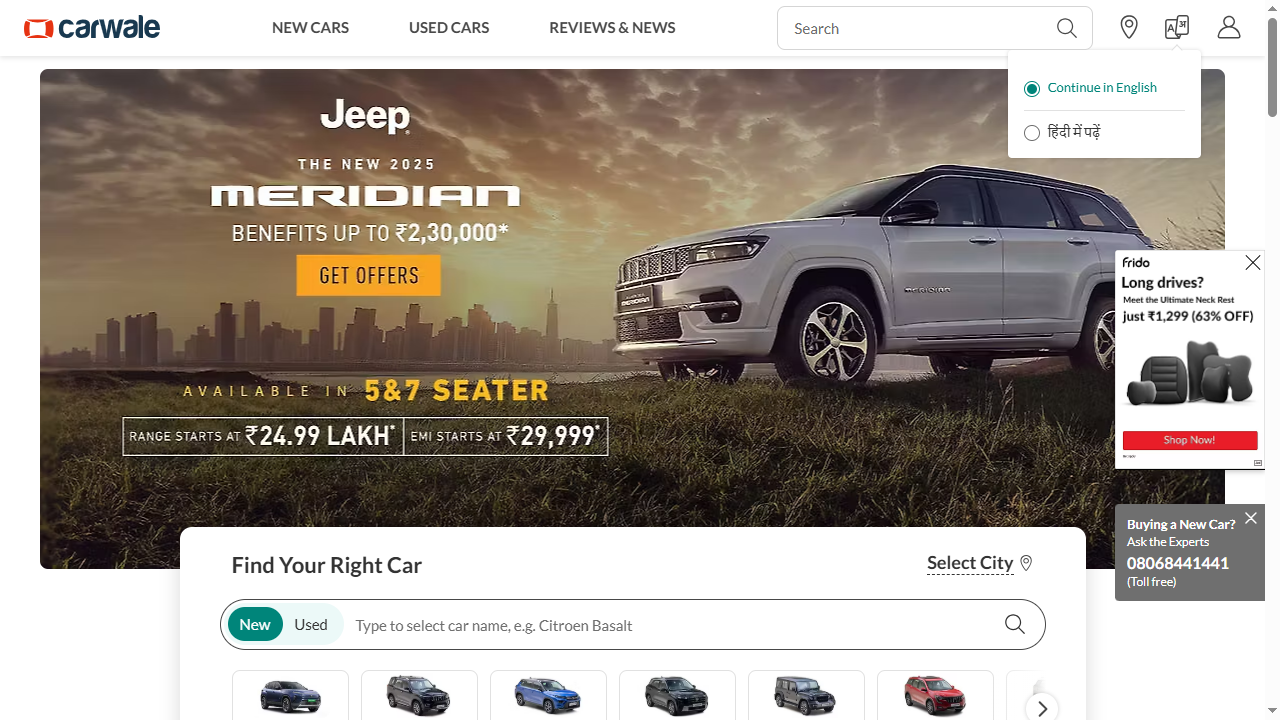 carwale
NEW CARS
USED CARS
REVIEWS & NEWS
Search
Continue in English
हिंदी में पढ़ें
Jeep
THE NEW 2025
MERIDIAN
BENEFITS UP TO ₹2,30,000*
GET OFFERS
AVAILABLE IN 5&7 SEATER
RANGE STARTS AT ₹24.99 LAKH* EMI STARTS AT ₹29,999*
MERIDIAN
MERIDIAN
frido
Long drives?
Meet the Ultimate Neck Rest
just ₹1,299 (63% OFF)
Shop Now!
Buying a New Car?
Ask the Experts
08068441441
(Toll free)
Find Your Right Car
Select City
New
Used
Type to select car name, e.g. Citroen Basalt